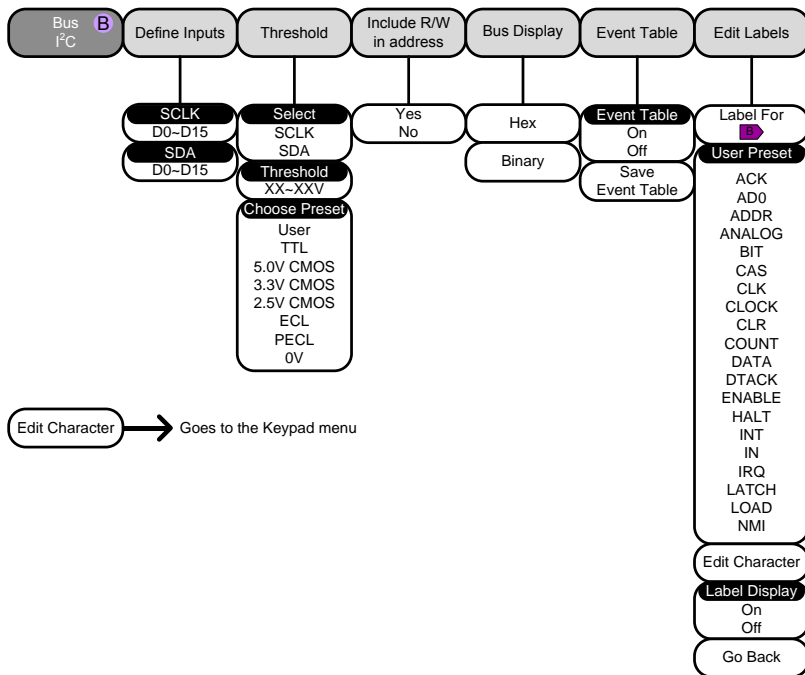 Bus B
I²C
Define Inputs
Threshold
Include R/W
in address
Bus Display
Event Table
Edit Labels
SCLK
D0~D15
SDA
D0~D15
Select
SCLK
SDA
Threshold
XX~XXV
Choose Preset
User
TTL
5.0V CMOS
3.3V CMOS
2.5V CMOS
ECL
PECL
0V
Yes
No
Hex
Binary
Event Table
On
Off
Save
Event Table
Label For
B
User Preset
ACK
AD0
ADDR
ANALOG
BIT
CAS
CLK
CLOCK
CLR
COUNT
DATA
DTACK
ENABLE
HALT
INT
IN
IRQ
LATCH
LOAD
NMI
Edit Character
Label Display
On
Off
Go Back
Edit Character
Goes to the Keypad menu